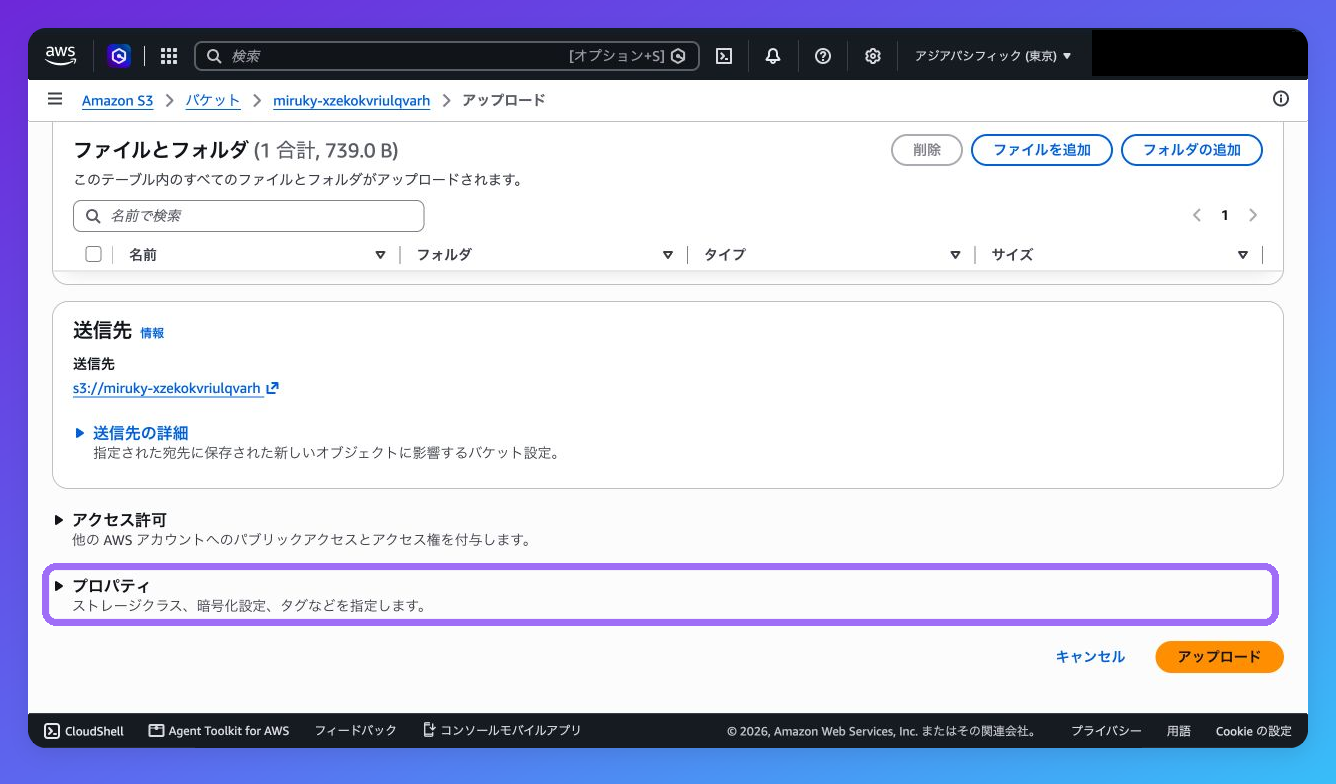 aws 検索 [オプション+S] アジアパシフィック (東京) ▼
Amazon S3 > バケット > miruky-xzekokvriulqvarh > アップロード
ファイルとフォルダ (1 合計, 739.0 B) 削除 ファイルを追加 フォルダの追加
このテーブル内のすべてのファイルとフォルダがアップロードされます。
名前で検索 < 1 >
名前 フォルダ タイプ サイズ
送信先 情報
送信先
s3://miruky-xzekokvriulqvarh
送信先の詳細
指定された宛先に保存された新しいオブジェクトに影響するバケット設定。
アクセス許可
他の AWS アカウントへのパブリックアクセスとアクセス権を付与します。
プロパティ
ストレージクラス、暗号化設定、タグなどを指定します。
キャンセル アップロード
CloudShell Agent Toolkit for AWS フィードバック コンソールモバイルアプリ © 2026, Amazon Web Services, Inc. またはその関連会社。 プライバシー 用語 Cookie の設定